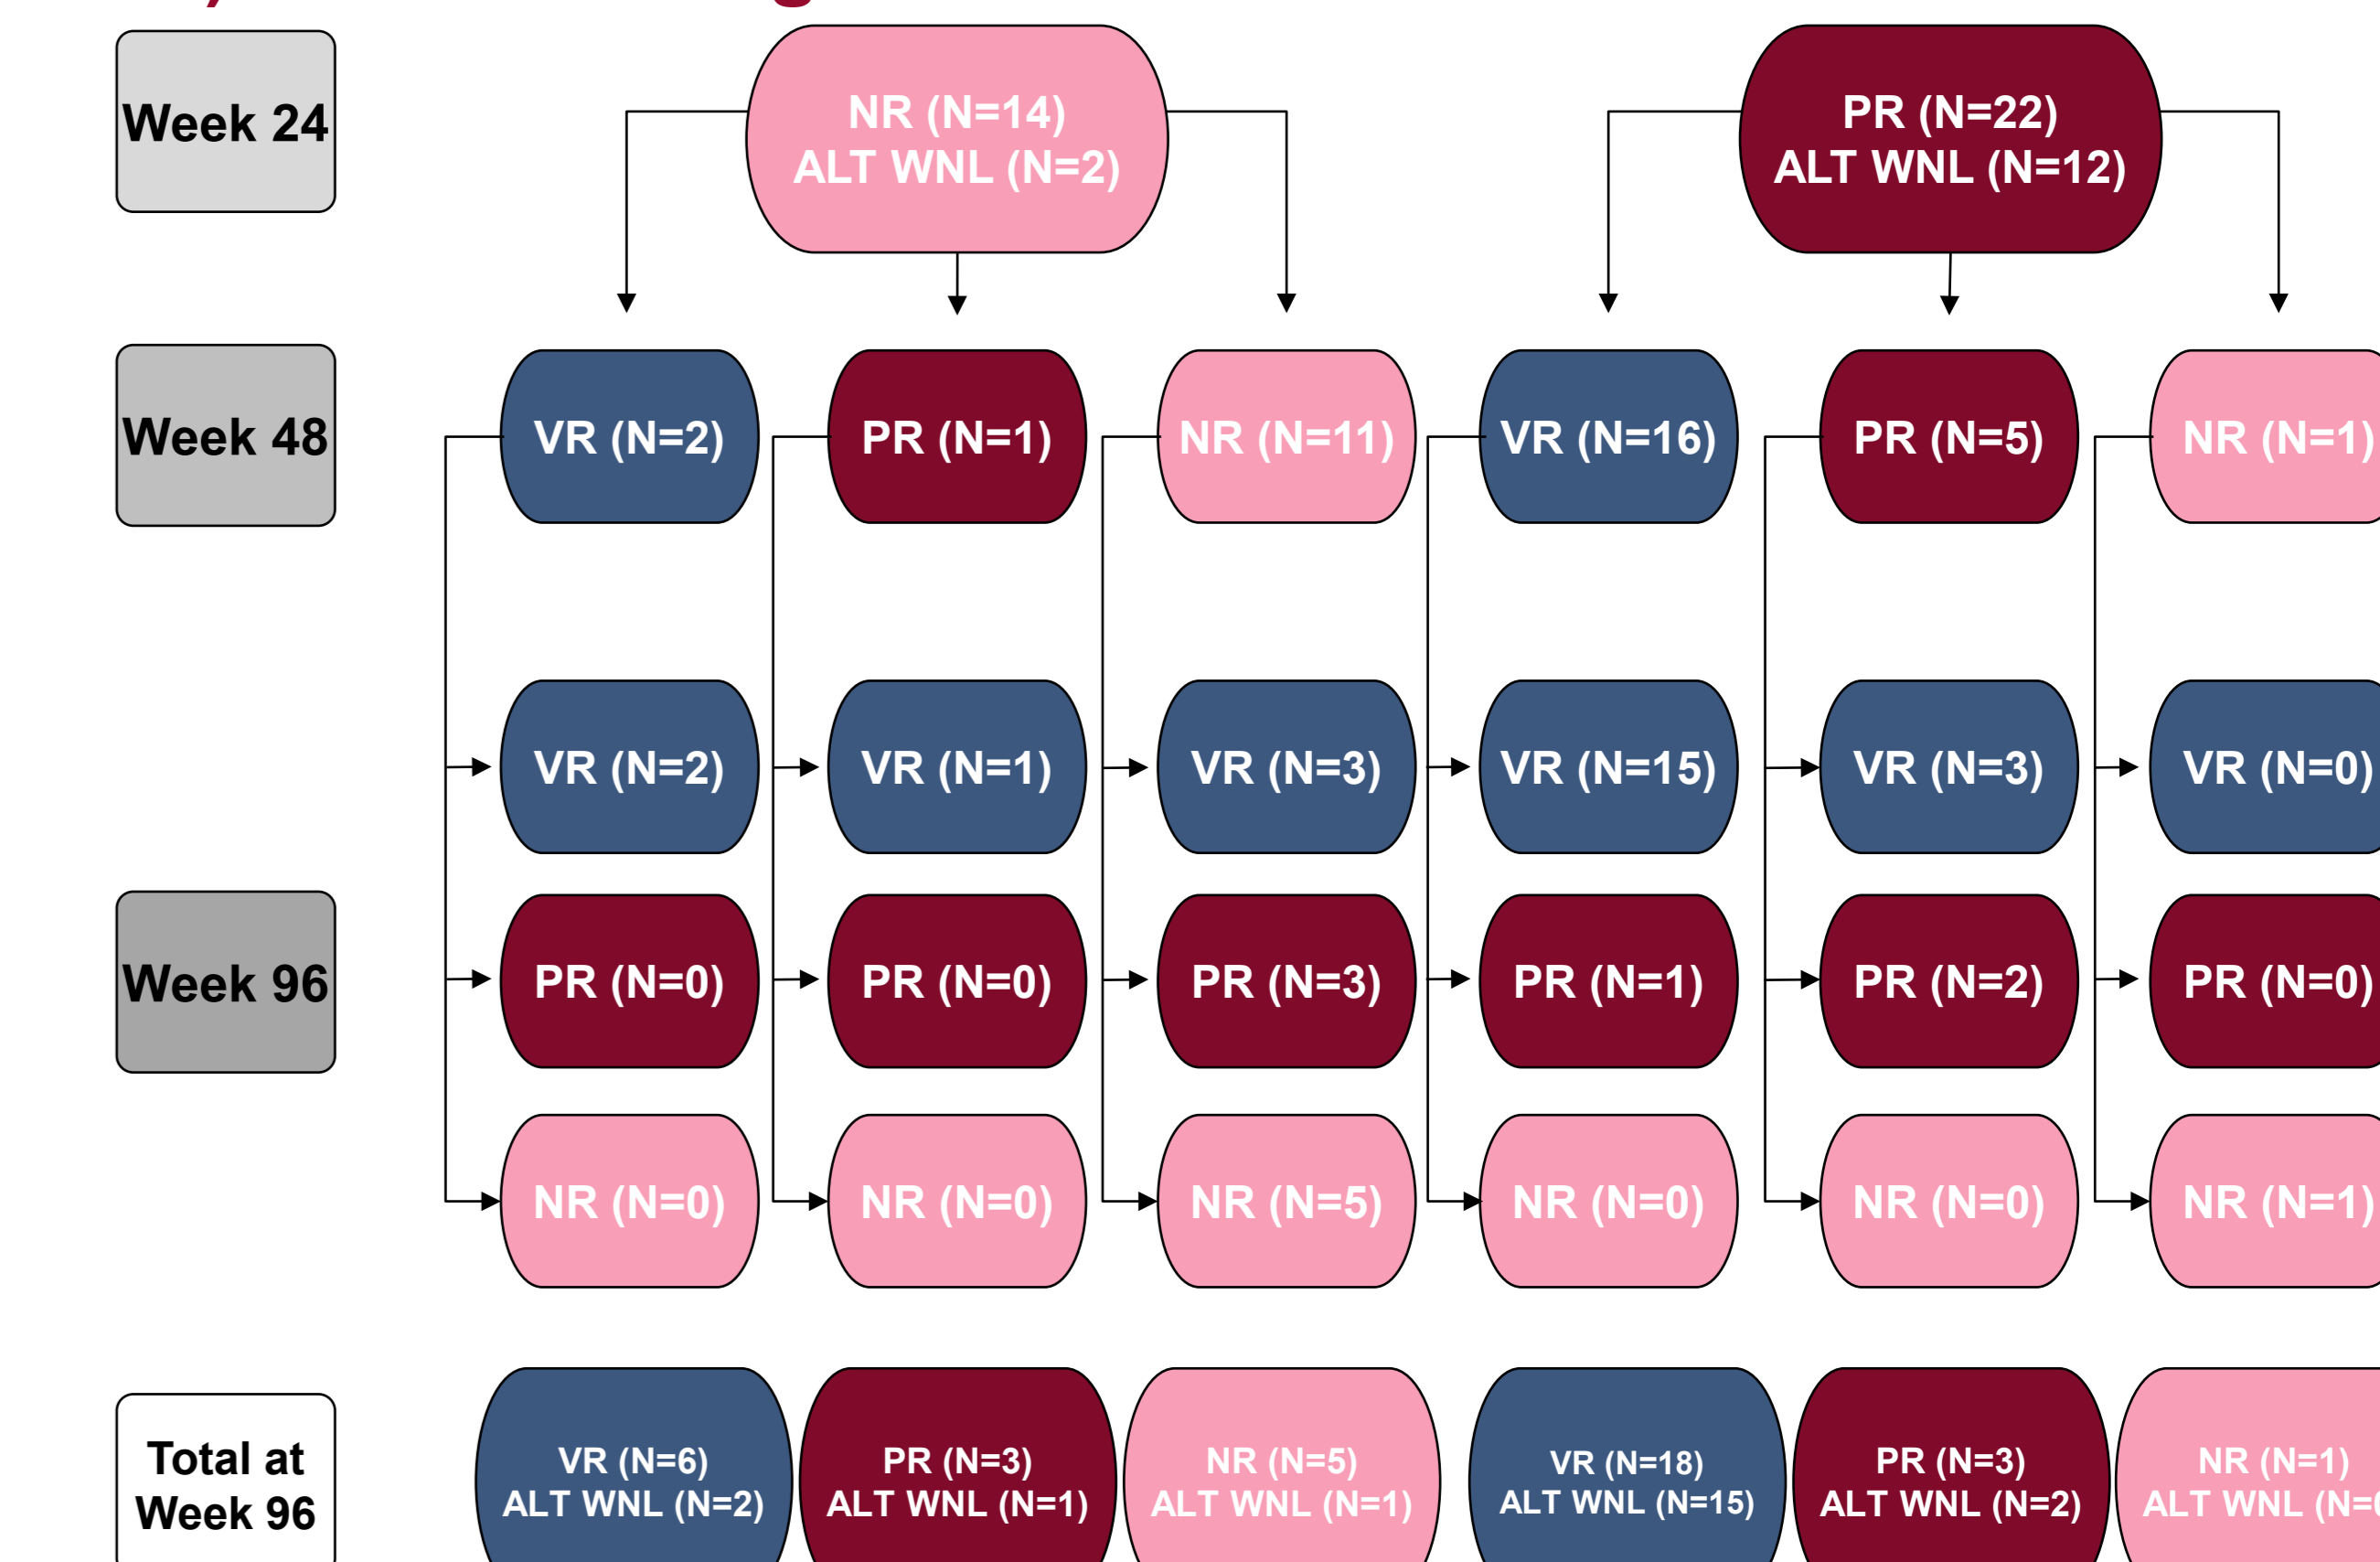 Week 24
NR (N=14)
ALT WNL (N=2)
PR (N=22)
ALT WNL (N=12)
Week 48
VR (N=2)
PR (N=1)
NR (N=11)
VR (N=16)
PR (N=5)
NR (N=1)
VR (N=2)
VR (N=1)
VR (N=3)
VR (N=15)
VR (N=3)
VR (N=0)
Week 96
PR (N=0)
PR (N=0)
PR (N=3)
PR (N=1)
PR (N=2)
PR (N=0)
NR (N=0)
NR (N=0)
NR (N=5)
NR (N=0)
NR (N=0)
NR (N=1)
Total at
Week 96
VR (N=6)
ALT WNL (N=2)
PR (N=3)
ALT WNL (N=1)
NR (N=5)
ALT WNL (N=1)
VR (N=18)
ALT WNL (N=15)
PR (N=3)
ALT WNL (N=2)
NR (N=1)
ALT WNL